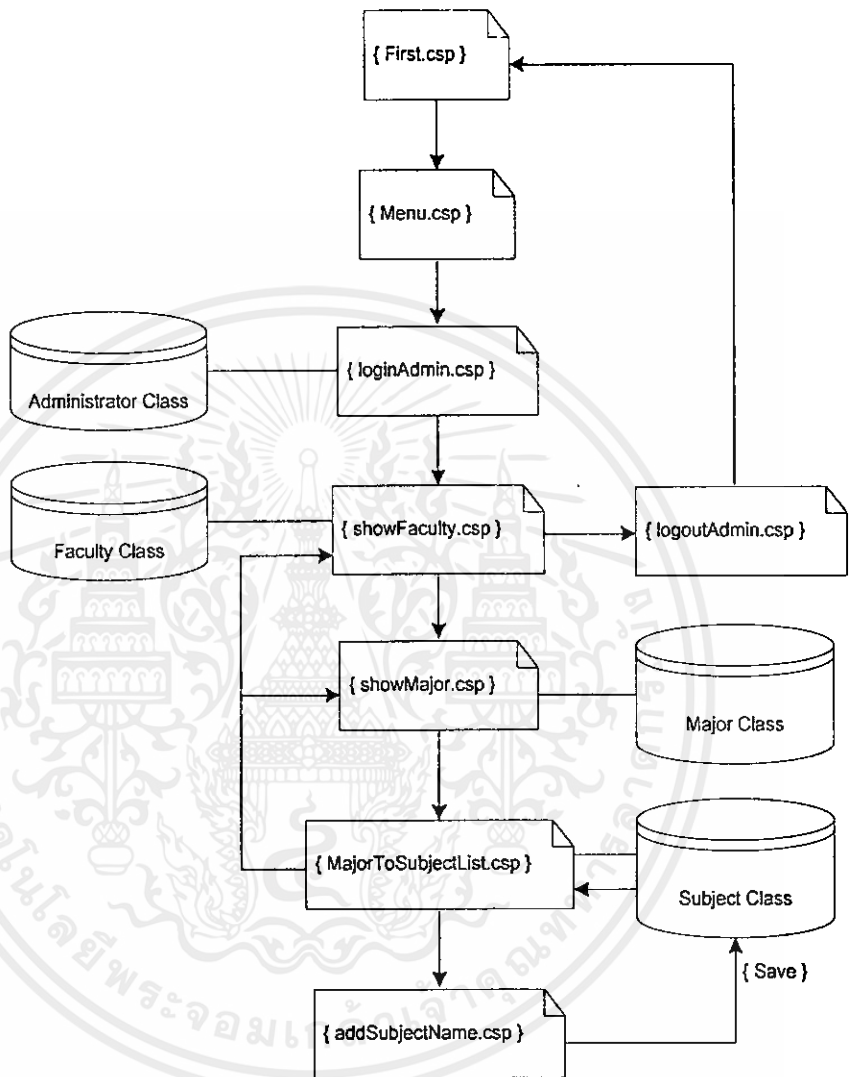 { First.csp }
{ Menu.csp }
{ loginAdmin.csp }
Administrator Class
{ showFaculty.csp }
{ logoutAdmin.csp }
Faculty Class
{ showMajor.csp }
Major Class
{ MajorToSubjectList.csp }
Subject Class
{ Save }
{ addSubjectName.csp }